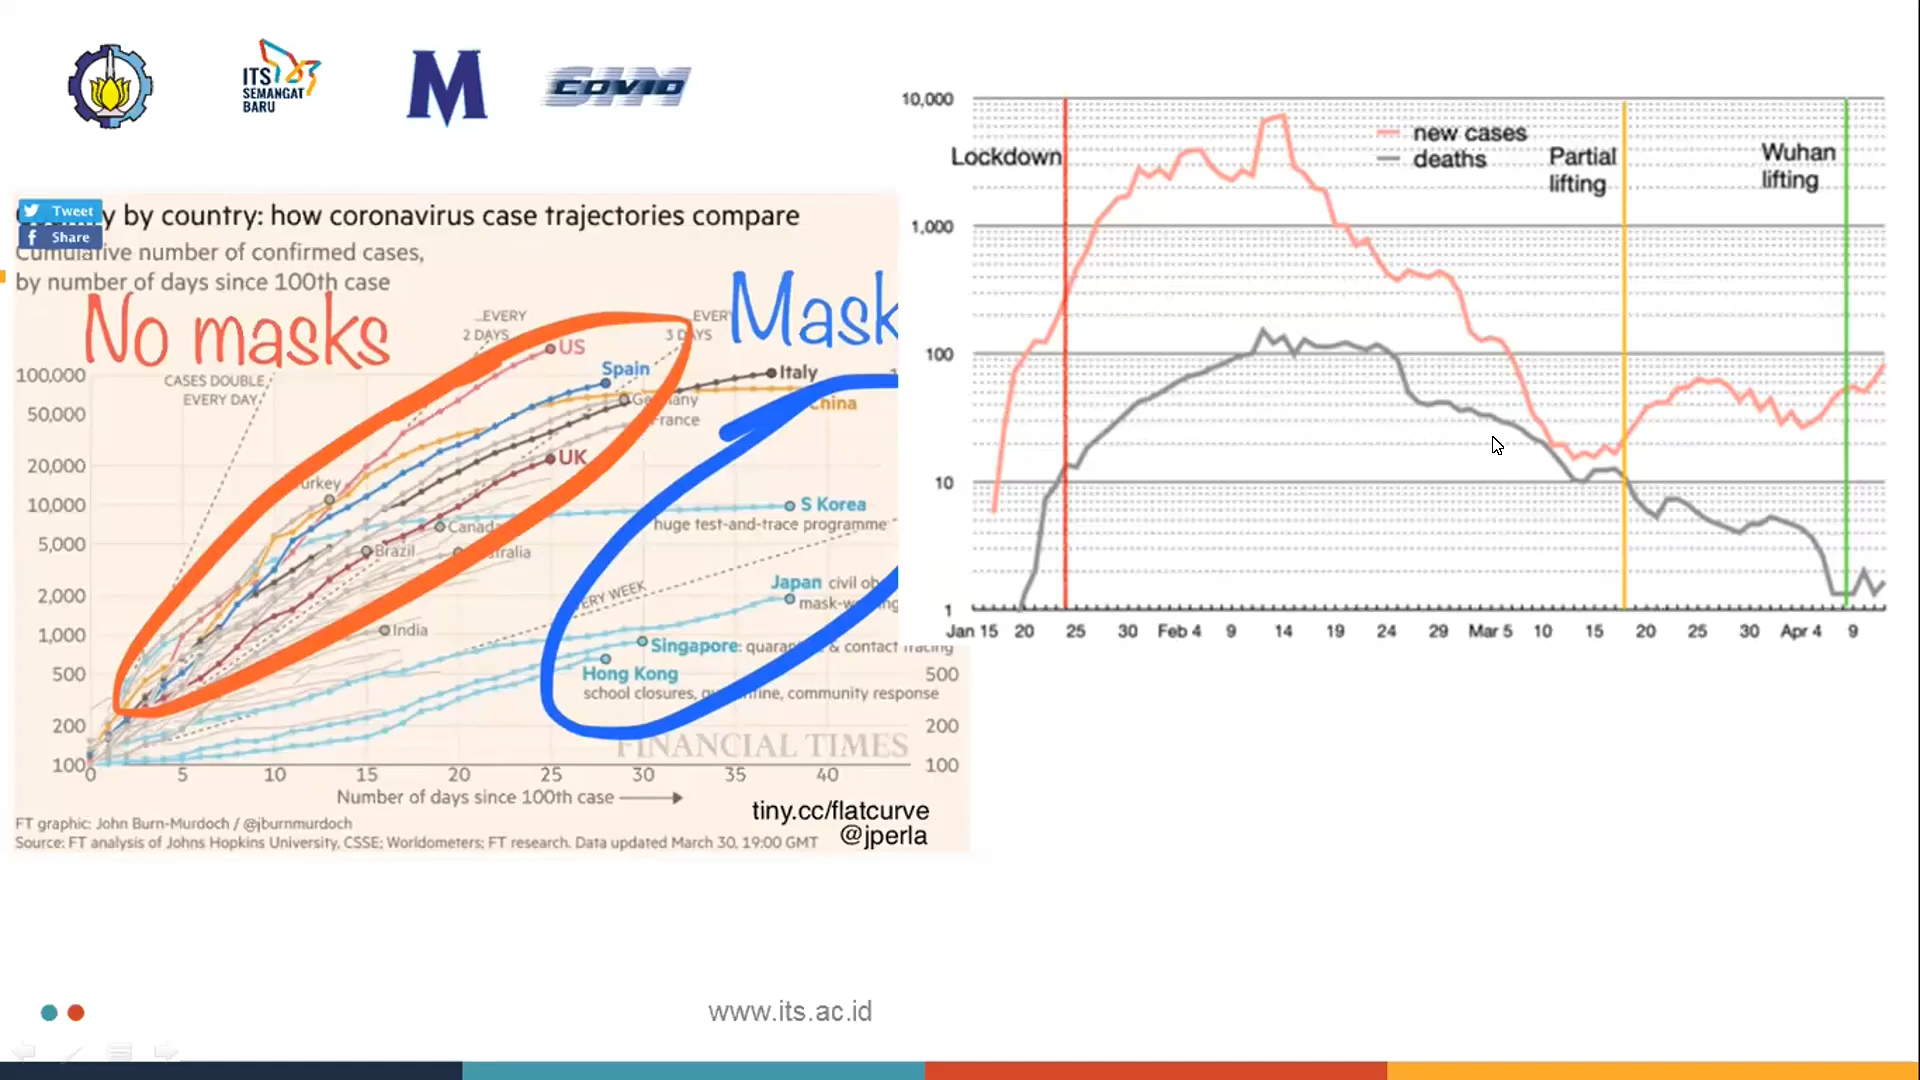 ITS
SEMANGAT
BARU
M
COVID
Tweet
Share
y by country: how coronavirus case trajectories compare
Cumulative number of confirmed cases,
by number of days since 100th case
No masks
Mask
...EVERY
2 DAYS
EVERY
3 DAYS
CASES DOUBLE
EVERY DAY
100,000
50,000
20,000
10,000
5,000
2,000
1,000
500
200
100
US
Spain
Italy
China
Germany
France
UK
urkey
Canada
Brazil
India
S Korea
huge test-and-trace programme
ERY WEEK
Japan civil ob
mask-w ng
Singapore: quaran & contact tracing
Hong Kong
school closures, qu ine, community response
500
200
100
FINANCIAL TIMES
0 5 10 15 20 25 30 35 40
Number of days since 100th case
tiny.cc/flatcurve
@jperla
FT graphic: John Burn-Murdoch / @jburnmurdoch
Source: FT analysis of Johns Hopkins University, CSSE; Worldometers; FT research. Data updated March 30, 19:00 GMT
10,000
1,000
100
10
1
Lockdown
new cases
deaths
Partial
lifting
Wuhan
lifting
Jan 15 20 25 30 Feb 4 9 14 19 24 29 Mar 5 10 15 20 25 30 Apr 4 9
www.its.ac.id